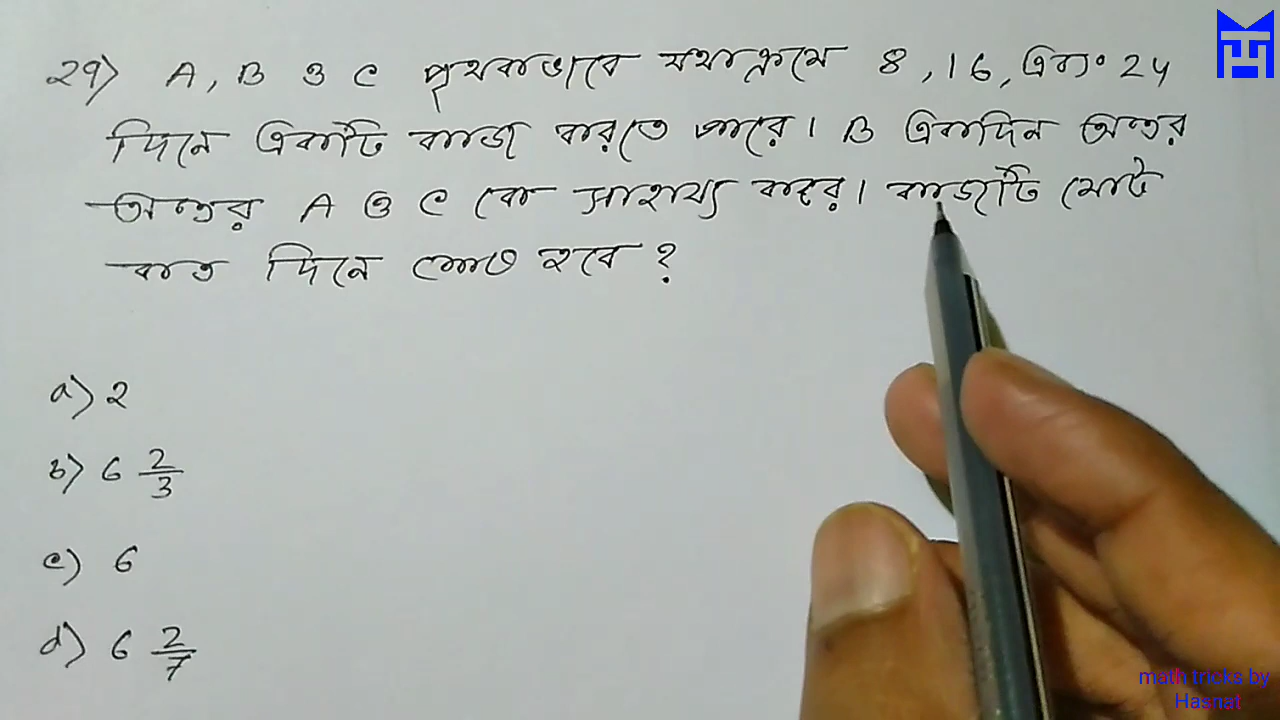 29) A, B ও C পৃথকভাবে যথাক্রমে 8, 16, এবং 24
দিনে একটি কাজ করতে পারে। B একদিন অন্তর
অন্তর A ও C কে সাহায্য করে। কাজটি মোট
কত দিনে শেষ হবে?
a) 2
b) 6 2/3
c) 6
d) 6 2/7
math tricks by
Hasnat